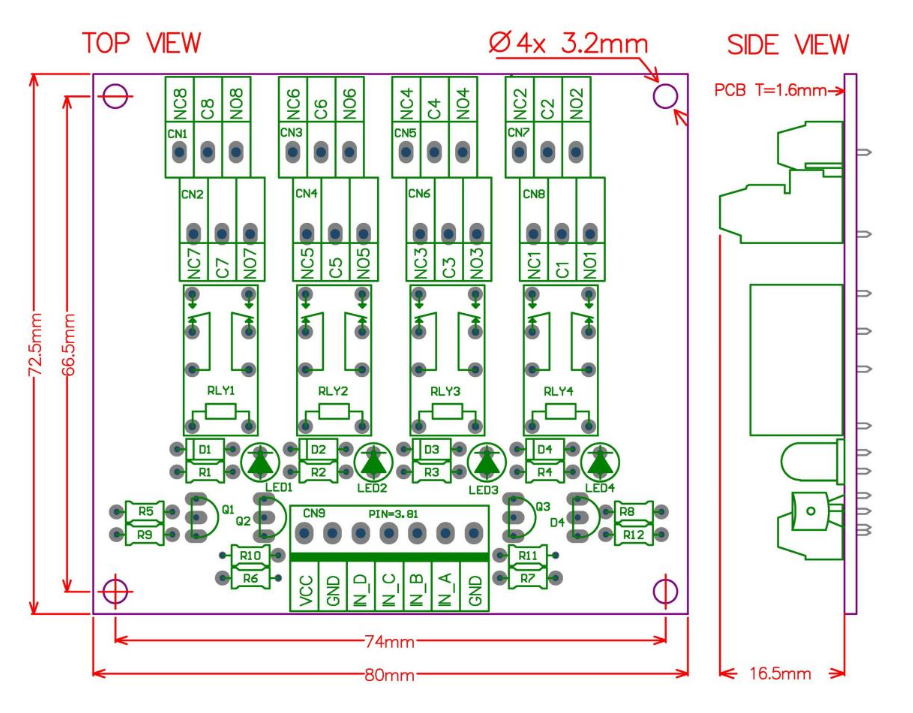 TOP VIEW
Ø 4x 3.2mm
SIDE VIEW
PCB T=1.6mm
NC8 C8 NO8
NC6 C6 NO6
NC4 C4 NO4
NC2 C2 NO2
CN1
CN3
CN5
CN7
CN2
CN4
CN6
CN8
NC7 C7 NO7
NC5 C5 NO5
NC3 C3 NO3
NC1 C1 NO1
72.5mm
66.5mm
RLY1
RLY2
RLY3
RLY4
D1
D2
D3
D4
R1
R2
R3
R4
LED1
LED2
LED3
LED4
R5
Q1
Q2
CN9
PIN=3.81
Q3
D4
R8
R9
R12
R10
R11
R6
R7
VCC GND IN_D IN_C IN_B IN_A GND
74mm
80mm
16.5mm